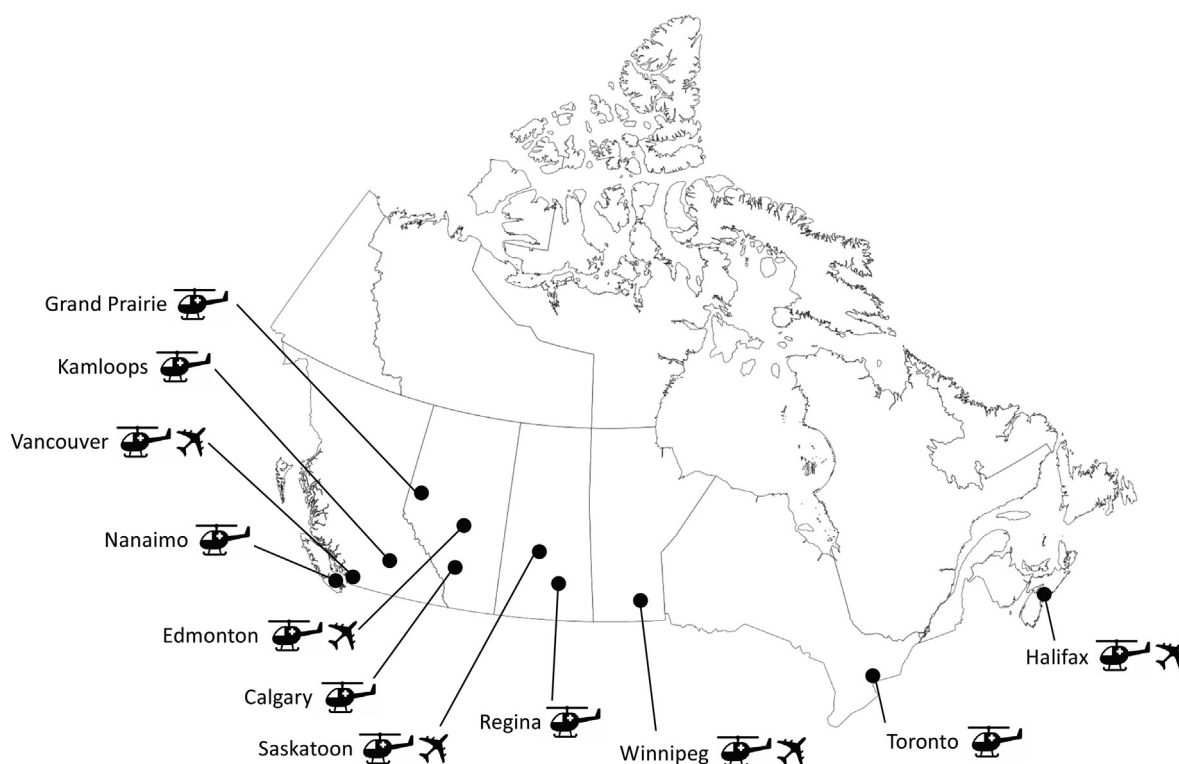 Grand Prairie
Kamloops
Vancouver
Nanaimo
Edmonton
Calgary
Saskatoon
Regina
Winnipeg
Toronto
Halifax